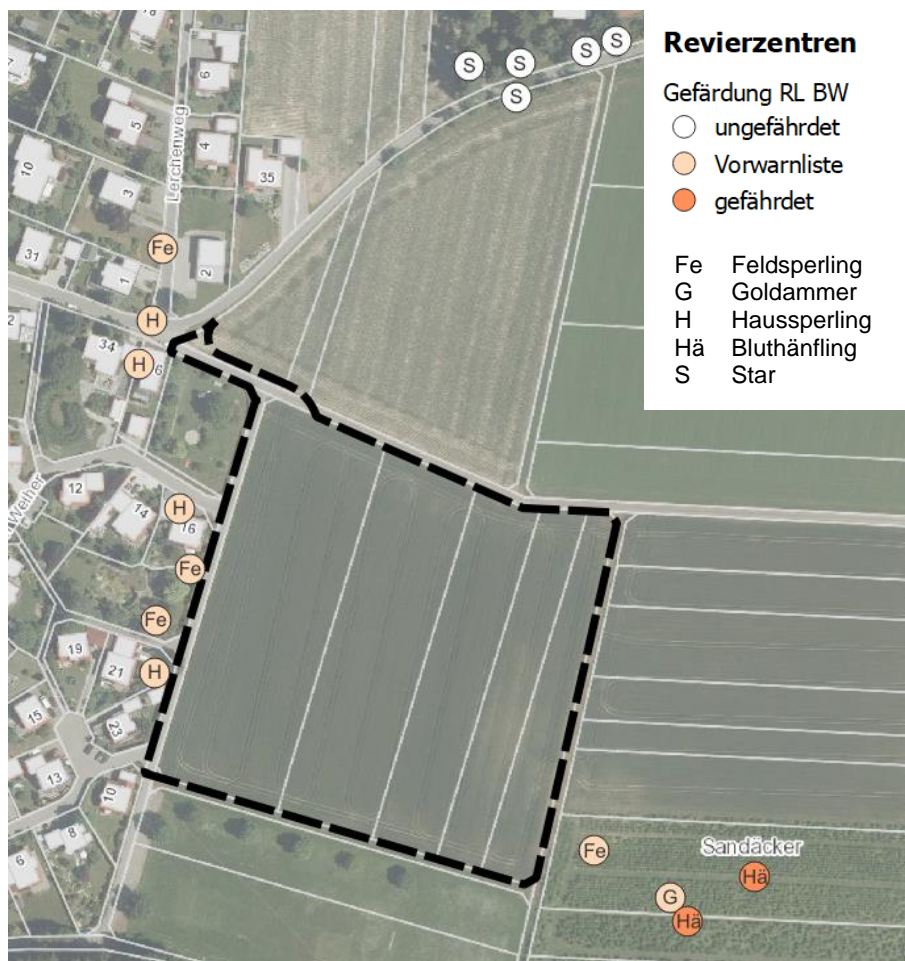 Revierzentren
Gefärdung RL BW
ungefährdet
Vorwarnliste
gefährdet
Fe Feldsperling
G Goldammer
H Haussperling
Hä Bluthänfling
S Star
S
S
S
S
S
6
5
4
Lerchenweg
10
3
35
Fe
31
1
2
H
34
H
6
12
14
H
16
Weiher
Fe
Fe
19
21
H
15
23
13
10
8
6
Fe
Sandäcker
Hä
G
Hä